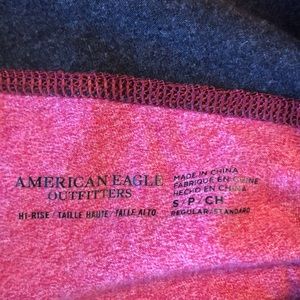 AMERICAN EAGLE
OUTFITTERS
HI-RISE / TAILLE HAUTE / TALLE ALTO
MADE IN CHINA
FABRIQUÉ EN CHINE
HECHO EN CHINA
S/P/CH
REGULAR/STANDARD